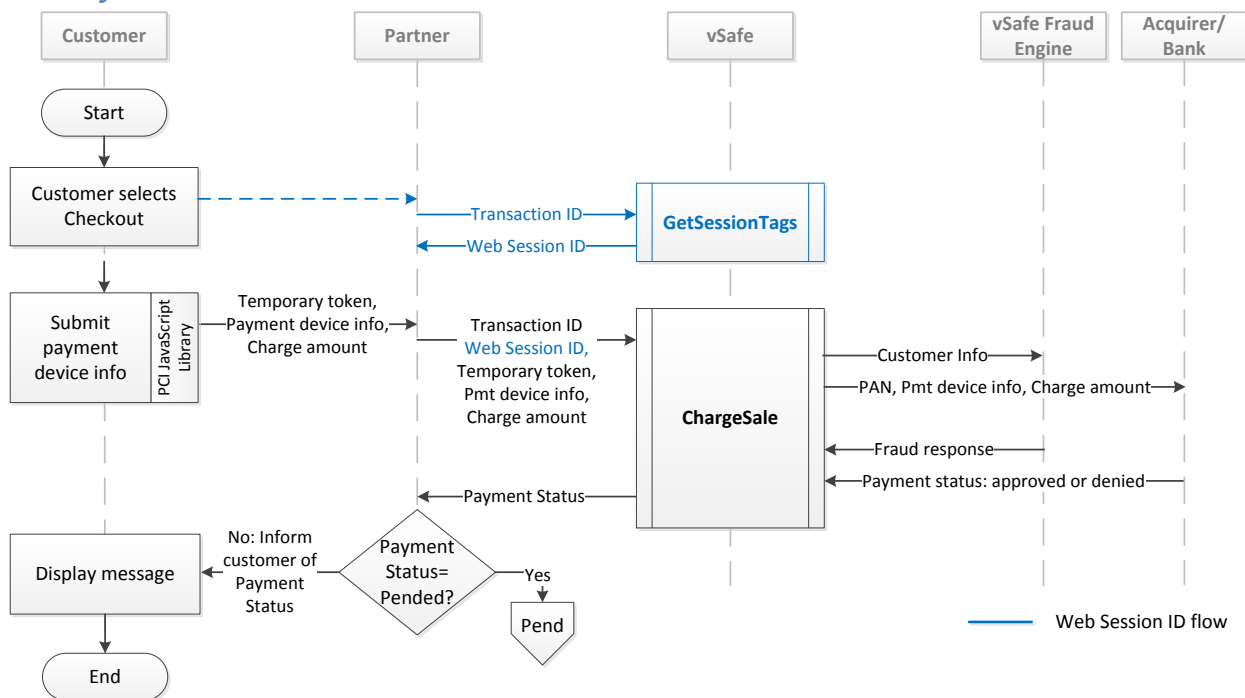 Customer
Partner
vSafe
vSafe Fraud
Engine
Acquirer/
Bank
Start
Customer selects
Checkout
Transaction ID
Web Session ID
GetSessionTags
Submit
payment
device info
PCI JavaScript
Library
Temporary token,
Payment device info,
Charge amount
Transaction ID
Web Session ID,
Temporary token,
Pmt device info,
Charge amount
ChargeSale
Customer Info
PAN, Pmt device info, Charge amount
Fraud response
Payment status: approved or denied
Payment Status
Display message
No: Inform
customer of
Payment
Status
Payment
Status=
Pended?
Yes
Pend
Web Session ID flow
End